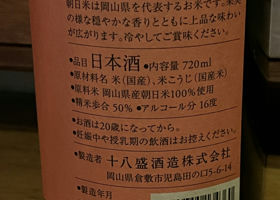 朝日米は岡山県を代表するお米です。果実
の様な穏やかな香りとともに上品な味わい
が広がります。冷やしてご賞味ください。
●品目 日本酒 ●内容量 720ml
●原材料名 米(国産)、米こうじ(国産)
●原料米 岡山県産朝日米100%使用
●精米歩合 50% ●アルコール分 16度
●お酒は20歳になってから。
●妊娠中や授乳期の飲酒はお控えください。
●製造者 十八盛酒造株式会社
岡山県倉敷市児島田の口5-6-14
●製造年月